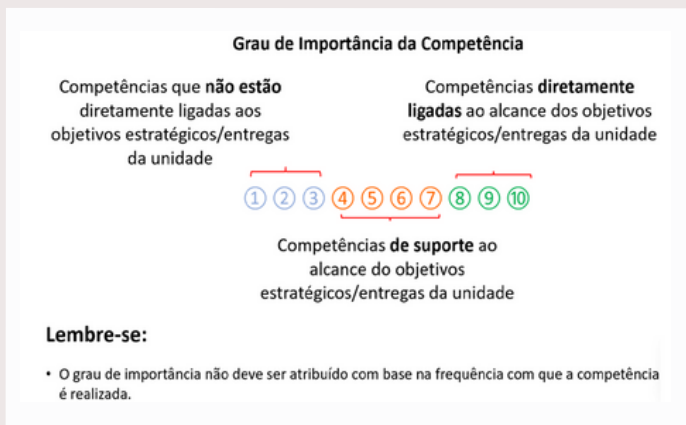 Grau de Importância da Competência
Competências que não estão
diretamente ligadas aos
objetivos estratégicos/entregas
da unidade
Competências diretamente
ligadas ao alcance dos objetivos
estratégicos/entregas da unidade
1 2 3 4 5 6 7 8 9 10
Competências de suporte ao
alcance do objetivos
estratégicos/entregas da unidade
Lembre-se:
• O grau de importância não deve ser atribuído com base na frequência com que a competência
é realizada.